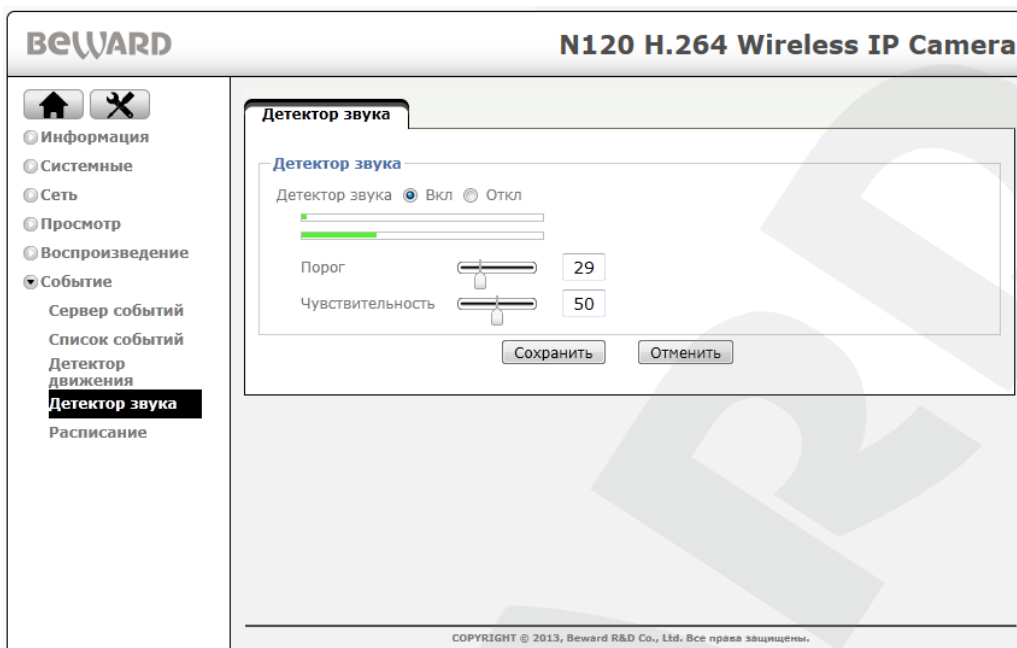 BEWARD
N120 H.264 Wireless IP Camera
Информация
Системные
Сеть
Просмотр
Воспроизведение
Событие
Сервер событий
Список событий
Детектор
движения
Детектор звука
Расписание
Детектор звука
Детектор звука
Детектор звука Вкл Откл
Порог 29
Чувствительность 50
Сохранить Отменить
COPYRIGHT © 2013, Beward R&D Co., Ltd. Все права защищены.